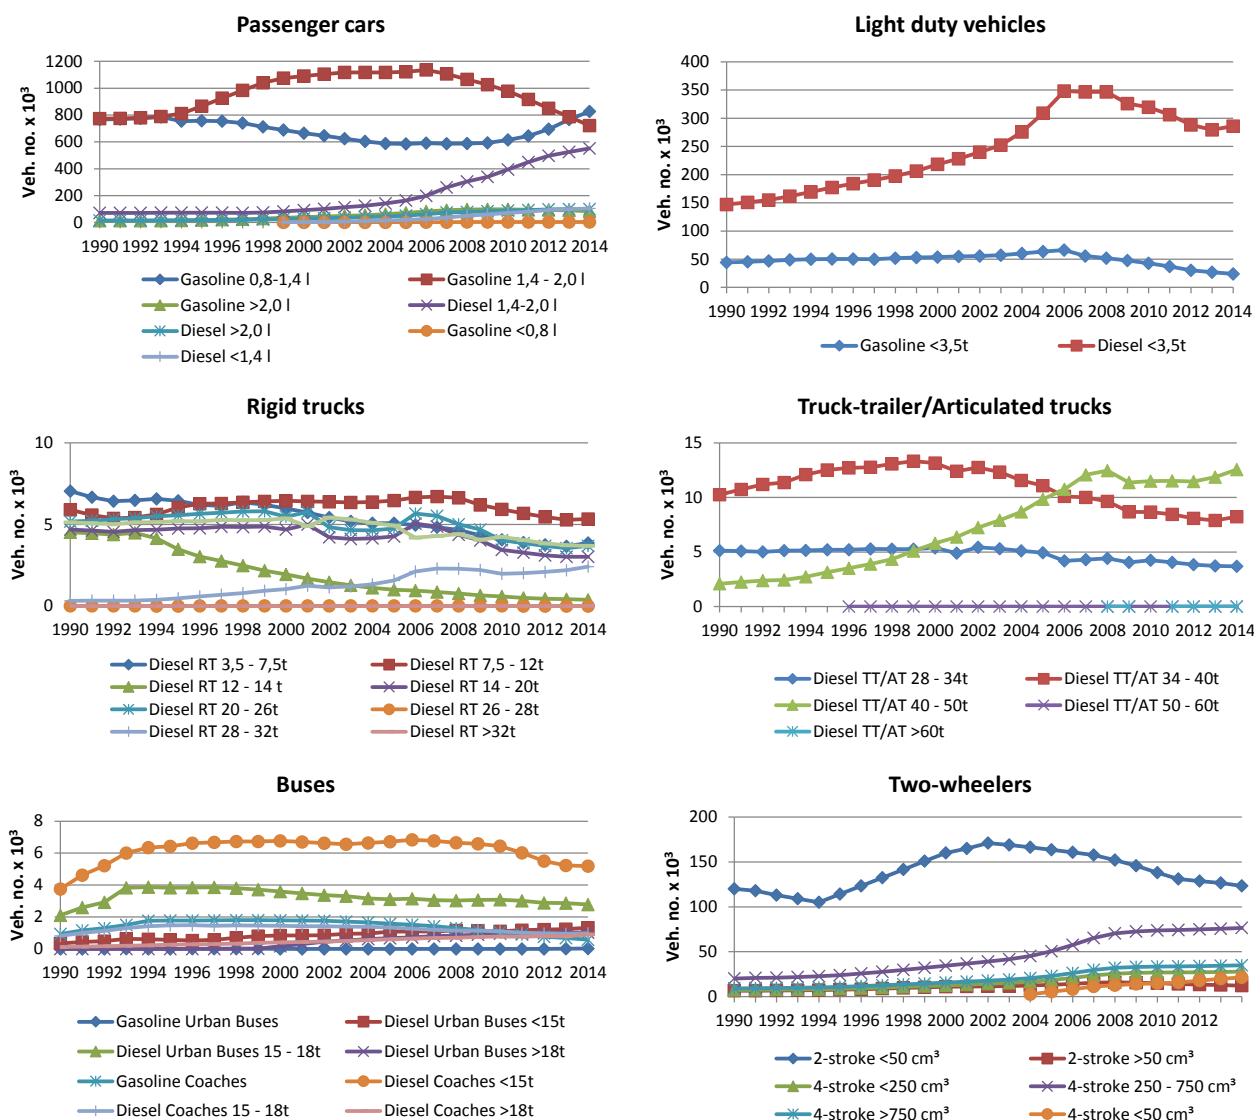 Passenger cars
Veh. no. x 10³
1200
1000
800
600
400
200
0
1990 1992 1994 1996 1998 2000 2002 2004 2006 2008 2010 2012 2014
Gasoline 0,8-1,4 l
Gasoline 1,4 - 2,0 l
Gasoline >2,0 l
Diesel 1,4-2,0 l
Diesel >2,0 l
Gasoline <0,8 l
Diesel <1,4 l
Light duty vehicles
Veh. no. x 10³
400
350
300
250
200
150
100
50
0
1990 1992 1994 1996 1998 2000 2002 2004 2006 2008 2010 2012 2014
Gasoline <3,5t
Diesel <3,5t
Rigid trucks
Veh. no. x 10³
10
5
0
1990 1992 1994 1996 1998 2000 2002 2004 2006 2008 2010 2012 2014
Diesel RT 3,5 - 7,5t
Diesel RT 7,5 - 12t
Diesel RT 12 - 14 t
Diesel RT 14 - 20t
Diesel RT 20 - 26t
Diesel RT 26 - 28t
Diesel RT 28 - 32t
Diesel RT >32t
Truck-trailer/Articulated trucks
Veh. no. x 10³
15
10
5
0
1990 1992 1994 1996 1998 2000 2002 2004 2006 2008 2010 2012 2014
Diesel TT/AT 28 - 34t
Diesel TT/AT 34 - 40t
Diesel TT/AT 40 - 50t
Diesel TT/AT 50 - 60t
Diesel TT/AT >60t
Buses
Veh. no. x 10³
8
6
4
2
0
1990 1992 1994 1996 1998 2000 2002 2004 2006 2008 2010 2012 2014
Gasoline Urban Buses
Diesel Urban Buses <15t
Diesel Urban Buses 15 - 18t
Diesel Urban Buses >18t
Gasoline Coaches
Diesel Coaches <15t
Diesel Coaches 15 - 18t
Diesel Coaches >18t
Two-wheelers
Veh. no. x 10³
200
150
100
50
0
1990 1992 1994 1996 1998 2000 2002 2004 2006 2008 2010 2012
2-stroke <50 cm³
2-stroke >50 cm³
4-stroke <250 cm³
4-stroke 250 - 750 cm³
4-stroke >750 cm³
4-stroke <50 cm³